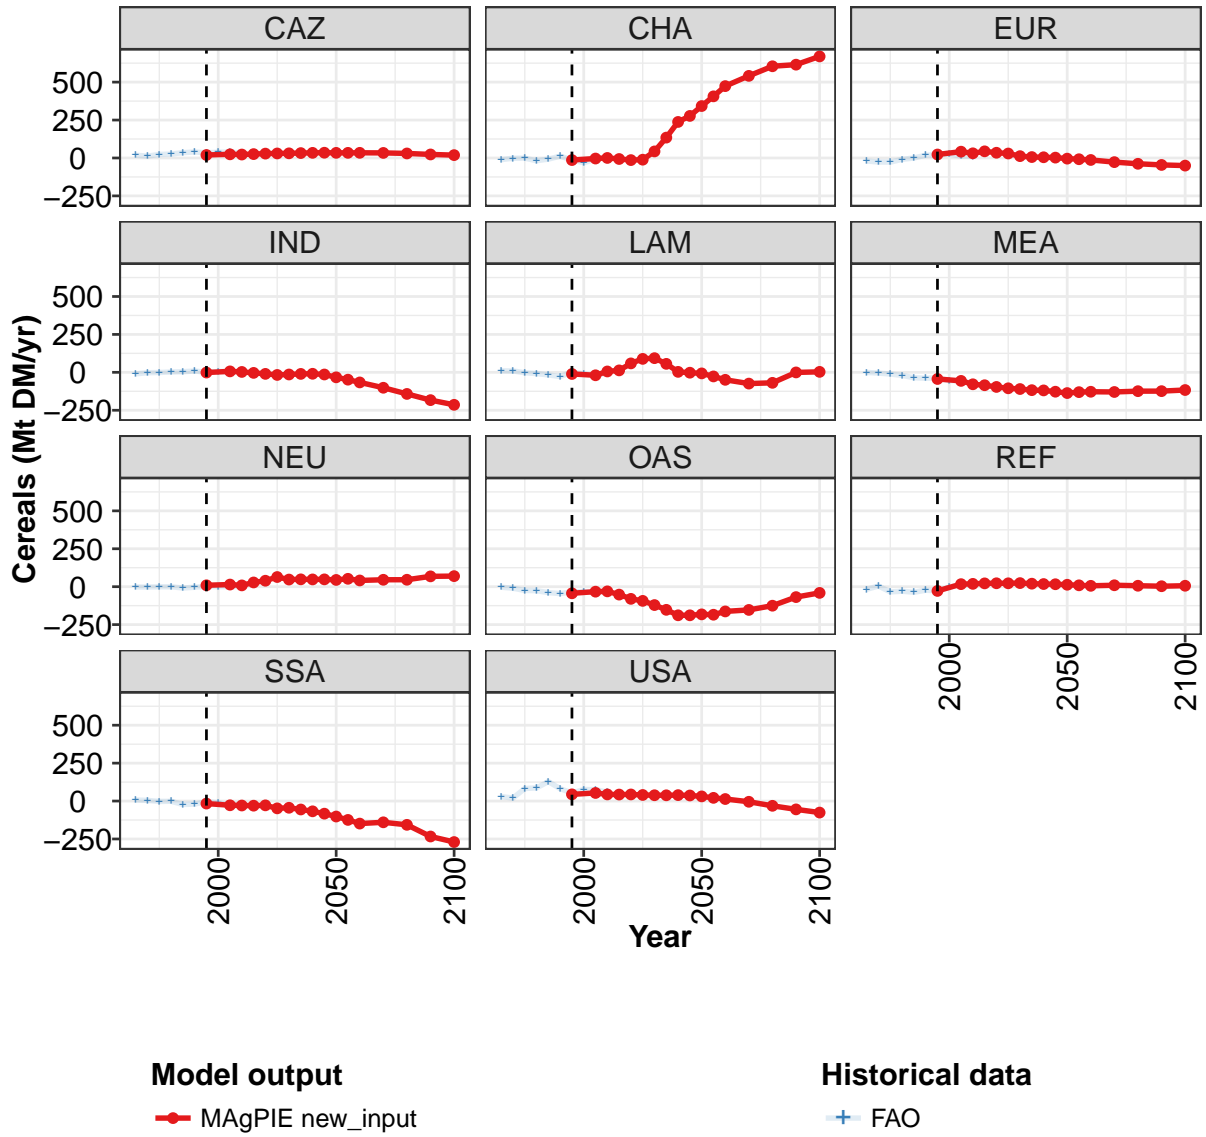 CAZ CHA EUR
500
250
0
−250
IND LAM MEA
500
250
0
−250
NEU OAS REF
500
250
0
−250
2000 2050 2100
SSA USA
500
250
0
−250
2000 2050 2100 2000 2050 2100
Cereals (Mt DM/yr)
Year
Model output Historical data
MAgPIE new_input FAO